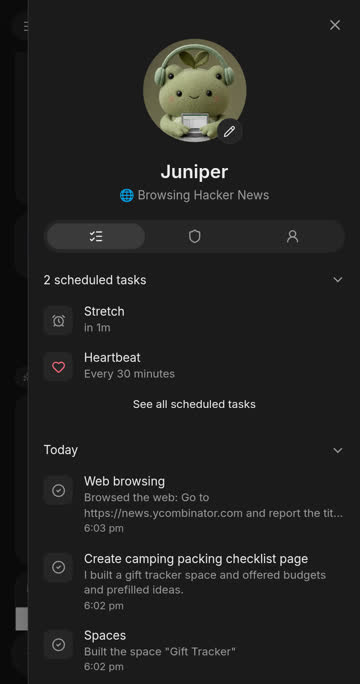 Juniper
🌐 Browsing Hacker News
2 scheduled tasks
Stretch
in 1m
Heartbeat
Every 30 minutes
See all scheduled tasks
Today
Web browsing
Browsed the web: Go to
https://news.ycombinator.com and report the tit...
6:03 pm
Create camping packing checklist page
I built a gift tracker space and offered budgets
and prefilled ideas.
6:02 pm
Spaces
Built the space "Gift Tracker"
6:02 pm